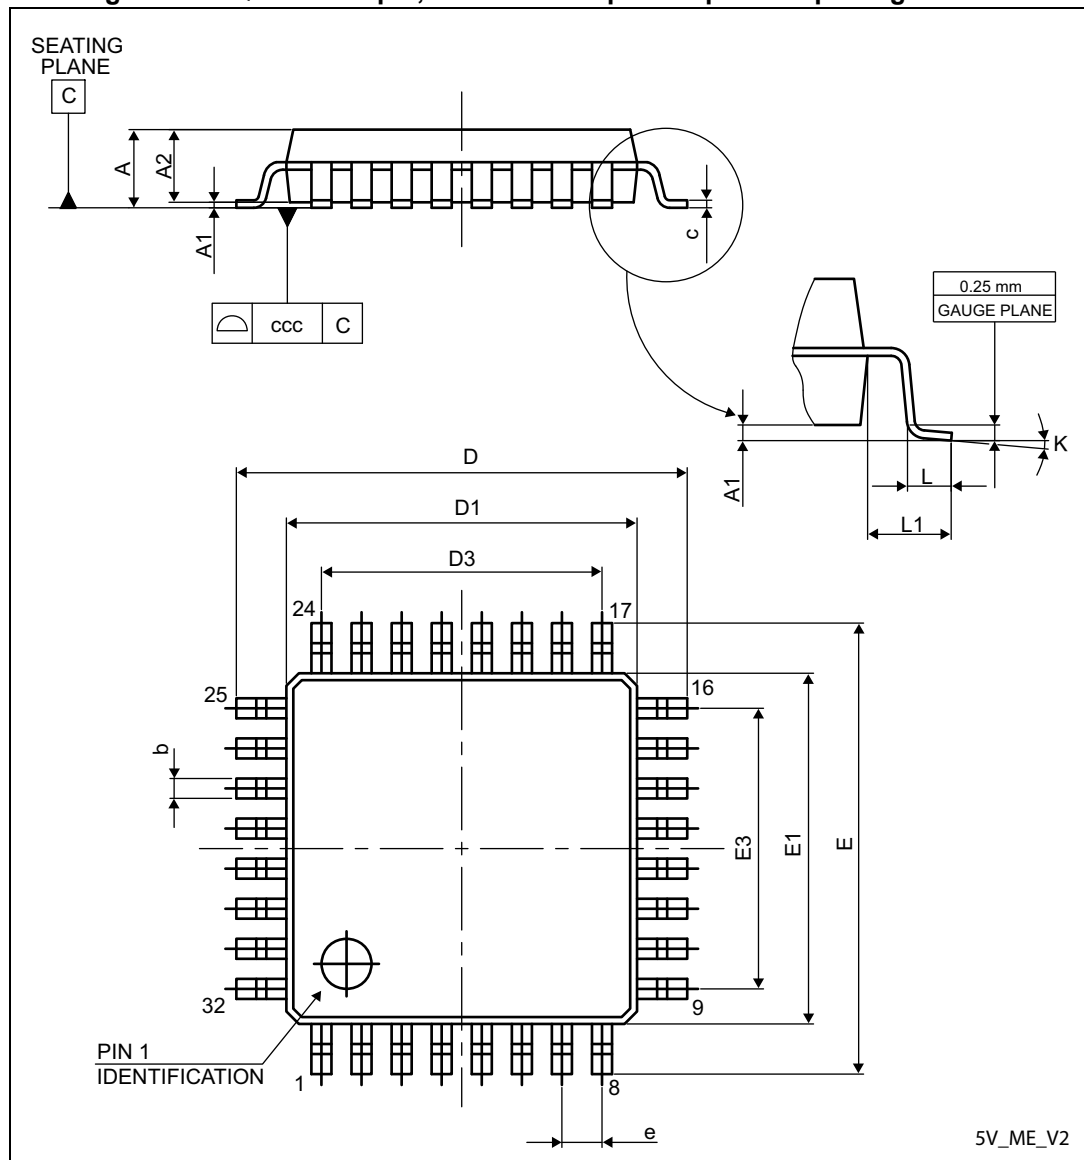 SEATING
PLANE
C
A
A2
A1
c
ccc C
0.25 mm
GAUGE PLANE
K
A1
L
L1
D
D1
D3
24
17
25
16
b
E3
E1
E
32
9
PIN 1
IDENTIFICATION
1
8
e
5V_ME_V2